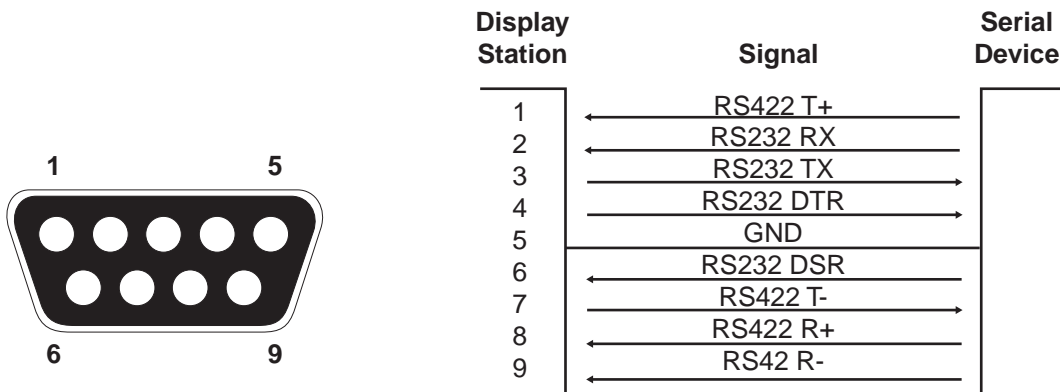 Display Station
Signal
Serial Device
1 5
6 9
1 RS422 T+
2 RS232 RX
3 RS232 TX
4 RS232 DTR
5 GND
6 RS232 DSR
7 RS422 T-
8 RS422 R+
9 RS42 R-